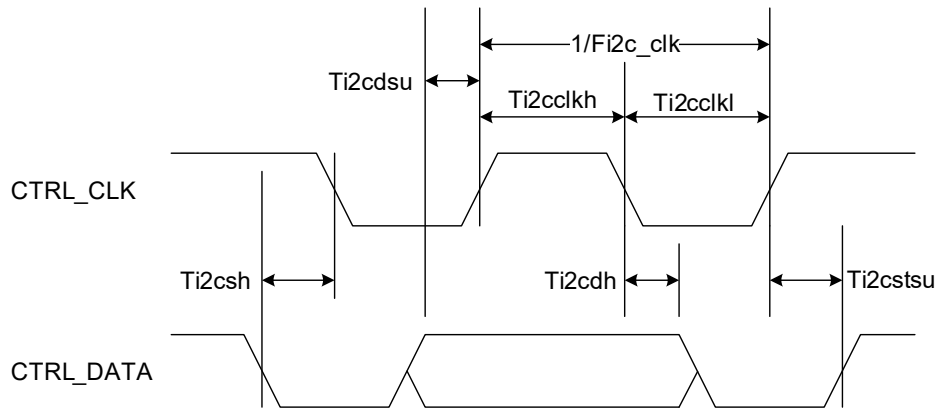 1/Fi2c_clk
Ti2cdsu
Ti2cclkh
Ti2cclkl
CTRL_CLK
Ti2csh
Ti2cdh
Ti2cstsu
CTRL_DATA